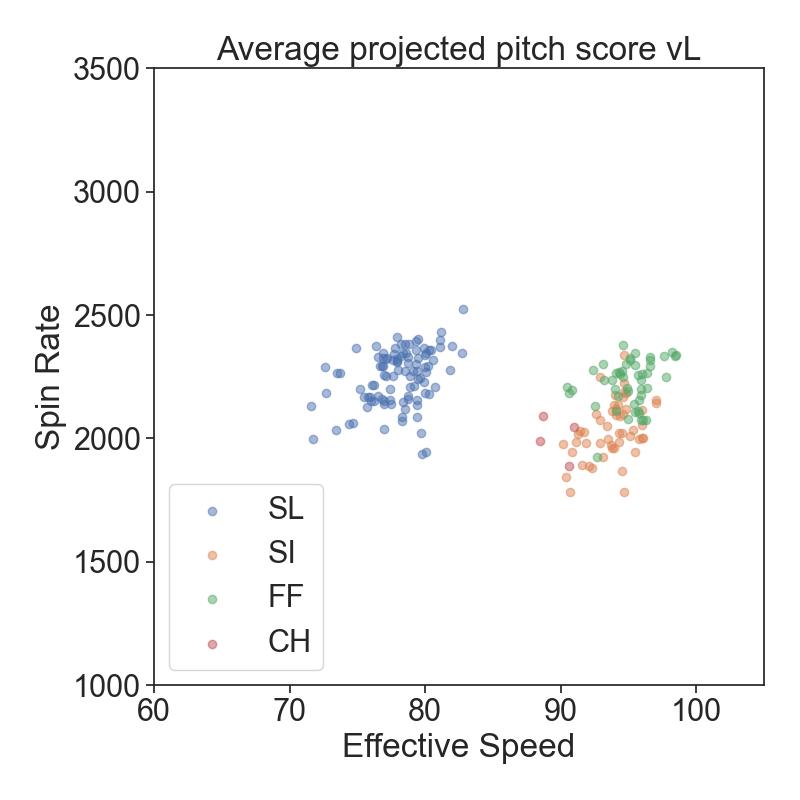 Average projected pitch score vL
3500
3000
2500
2000
1500
1000
Spin Rate
SL
SI
FF
CH
60 70 80 90 100
Effective Speed